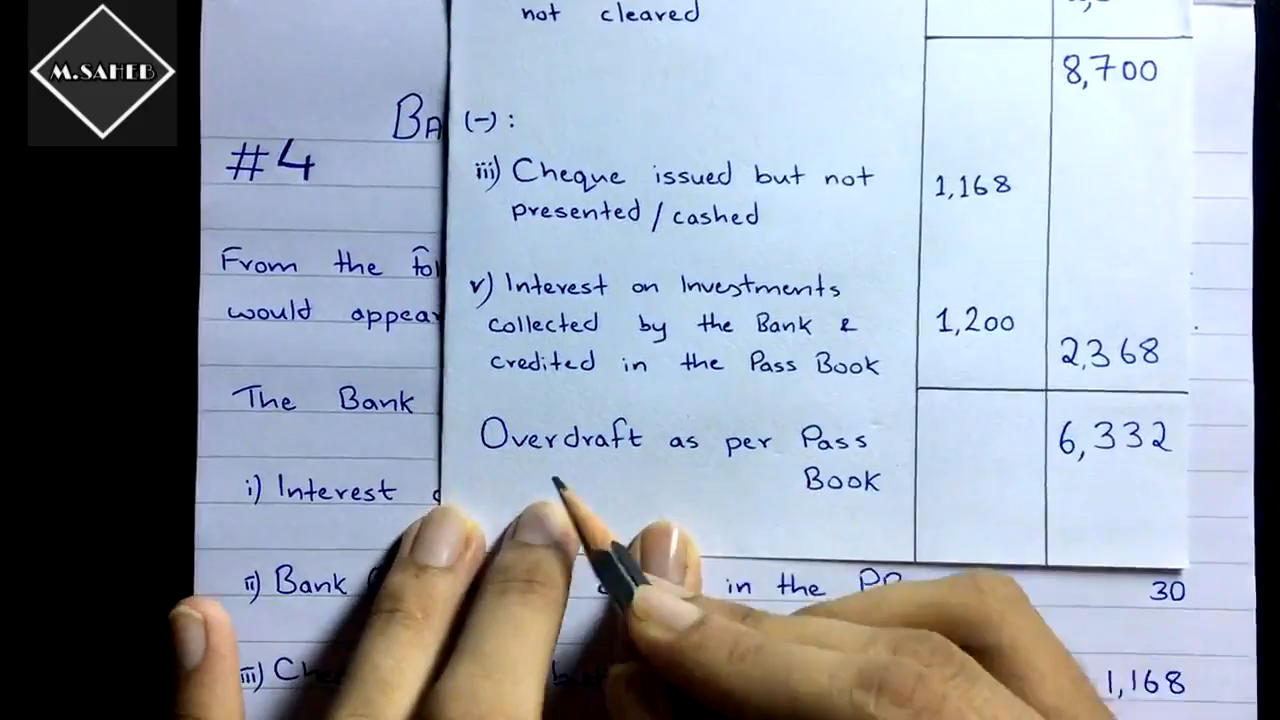 M.SAHEB
not cleared
8,700
BA
(-) :
#4
iii) Cheque issued but not 1,168
presented / cashed
From the
would appear
v) Interest on Investments
collected by the Bank & 1,200
credited in the Pass Book 2,368
The Bank
Overdraft as per Pass 6,332
Book
i) Interest
ii) Bank in the 30
iii) 1,168